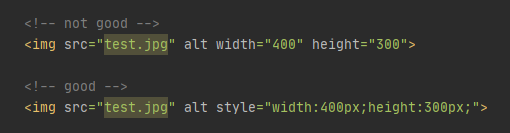 <!-- not good -->
<img src="test.jpg" alt width="400" height="300">
<!-- good -->
<img src="test.jpg" alt style="width:400px;height:300px;">